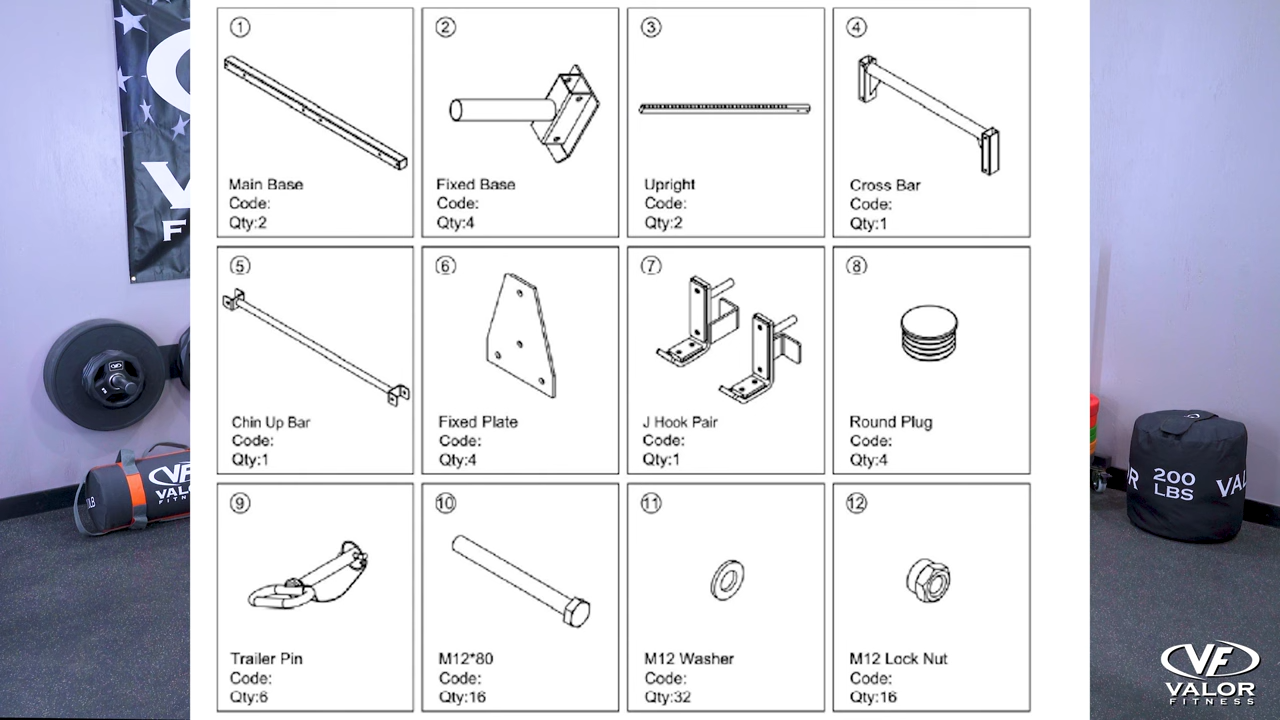 1
Main Base
Code:
Qty:2
2
Fixed Base
Code:
Qty:4
3
Upright
Code:
Qty:2
4
Cross Bar
Code:
Qty:1
5
Chin Up Bar
Code:
Qty:1
6
Fixed Plate
Code:
Qty:4
7
J Hook Pair
Code:
Qty:1
8
Round Plug
Code:
Qty:4
9
Trailer Pin
Code:
Qty:6
10
M12*80
Code:
Qty:16
11
M12 Washer
Code:
Qty:32
12
M12 Lock Nut
Code:
Qty:16
VF
VAL
200
LBS
VAL
VF
VALOR
FITNESS